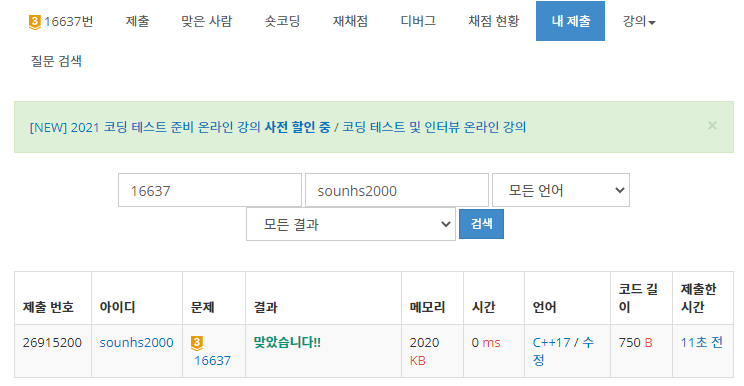 3 16637번 제출 맞은 사람 숏코딩 재채점 디버그 채점 현황 내 제출 강의
질문 검색
[NEW] 2021 코딩 테스트 준비 온라인 강의 사전 할인 중 / 코딩 테스트 및 인터뷰 온라인 강의 ×
16637 sounhs2000 모든 언어
모든 결과 검색
제출 번호 아이디 문제 결과 메모리 시간 언어 코드 길이 제출한 시간
26915200 sounhs2000 3 16637 맞았습니다!! 2020 KB 0 ms C++17 / 수정 750 B 11초 전